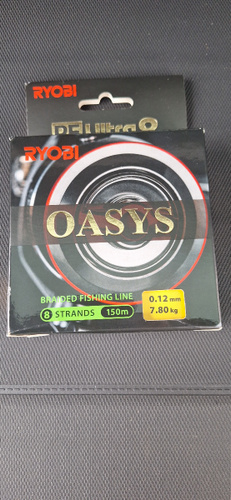 RYOBI
PE Ultra 8
RYOBI
OASYS
BRAIDED FISHING LINE
8 STRANDS 150m
0.12 mm
7.80 kg